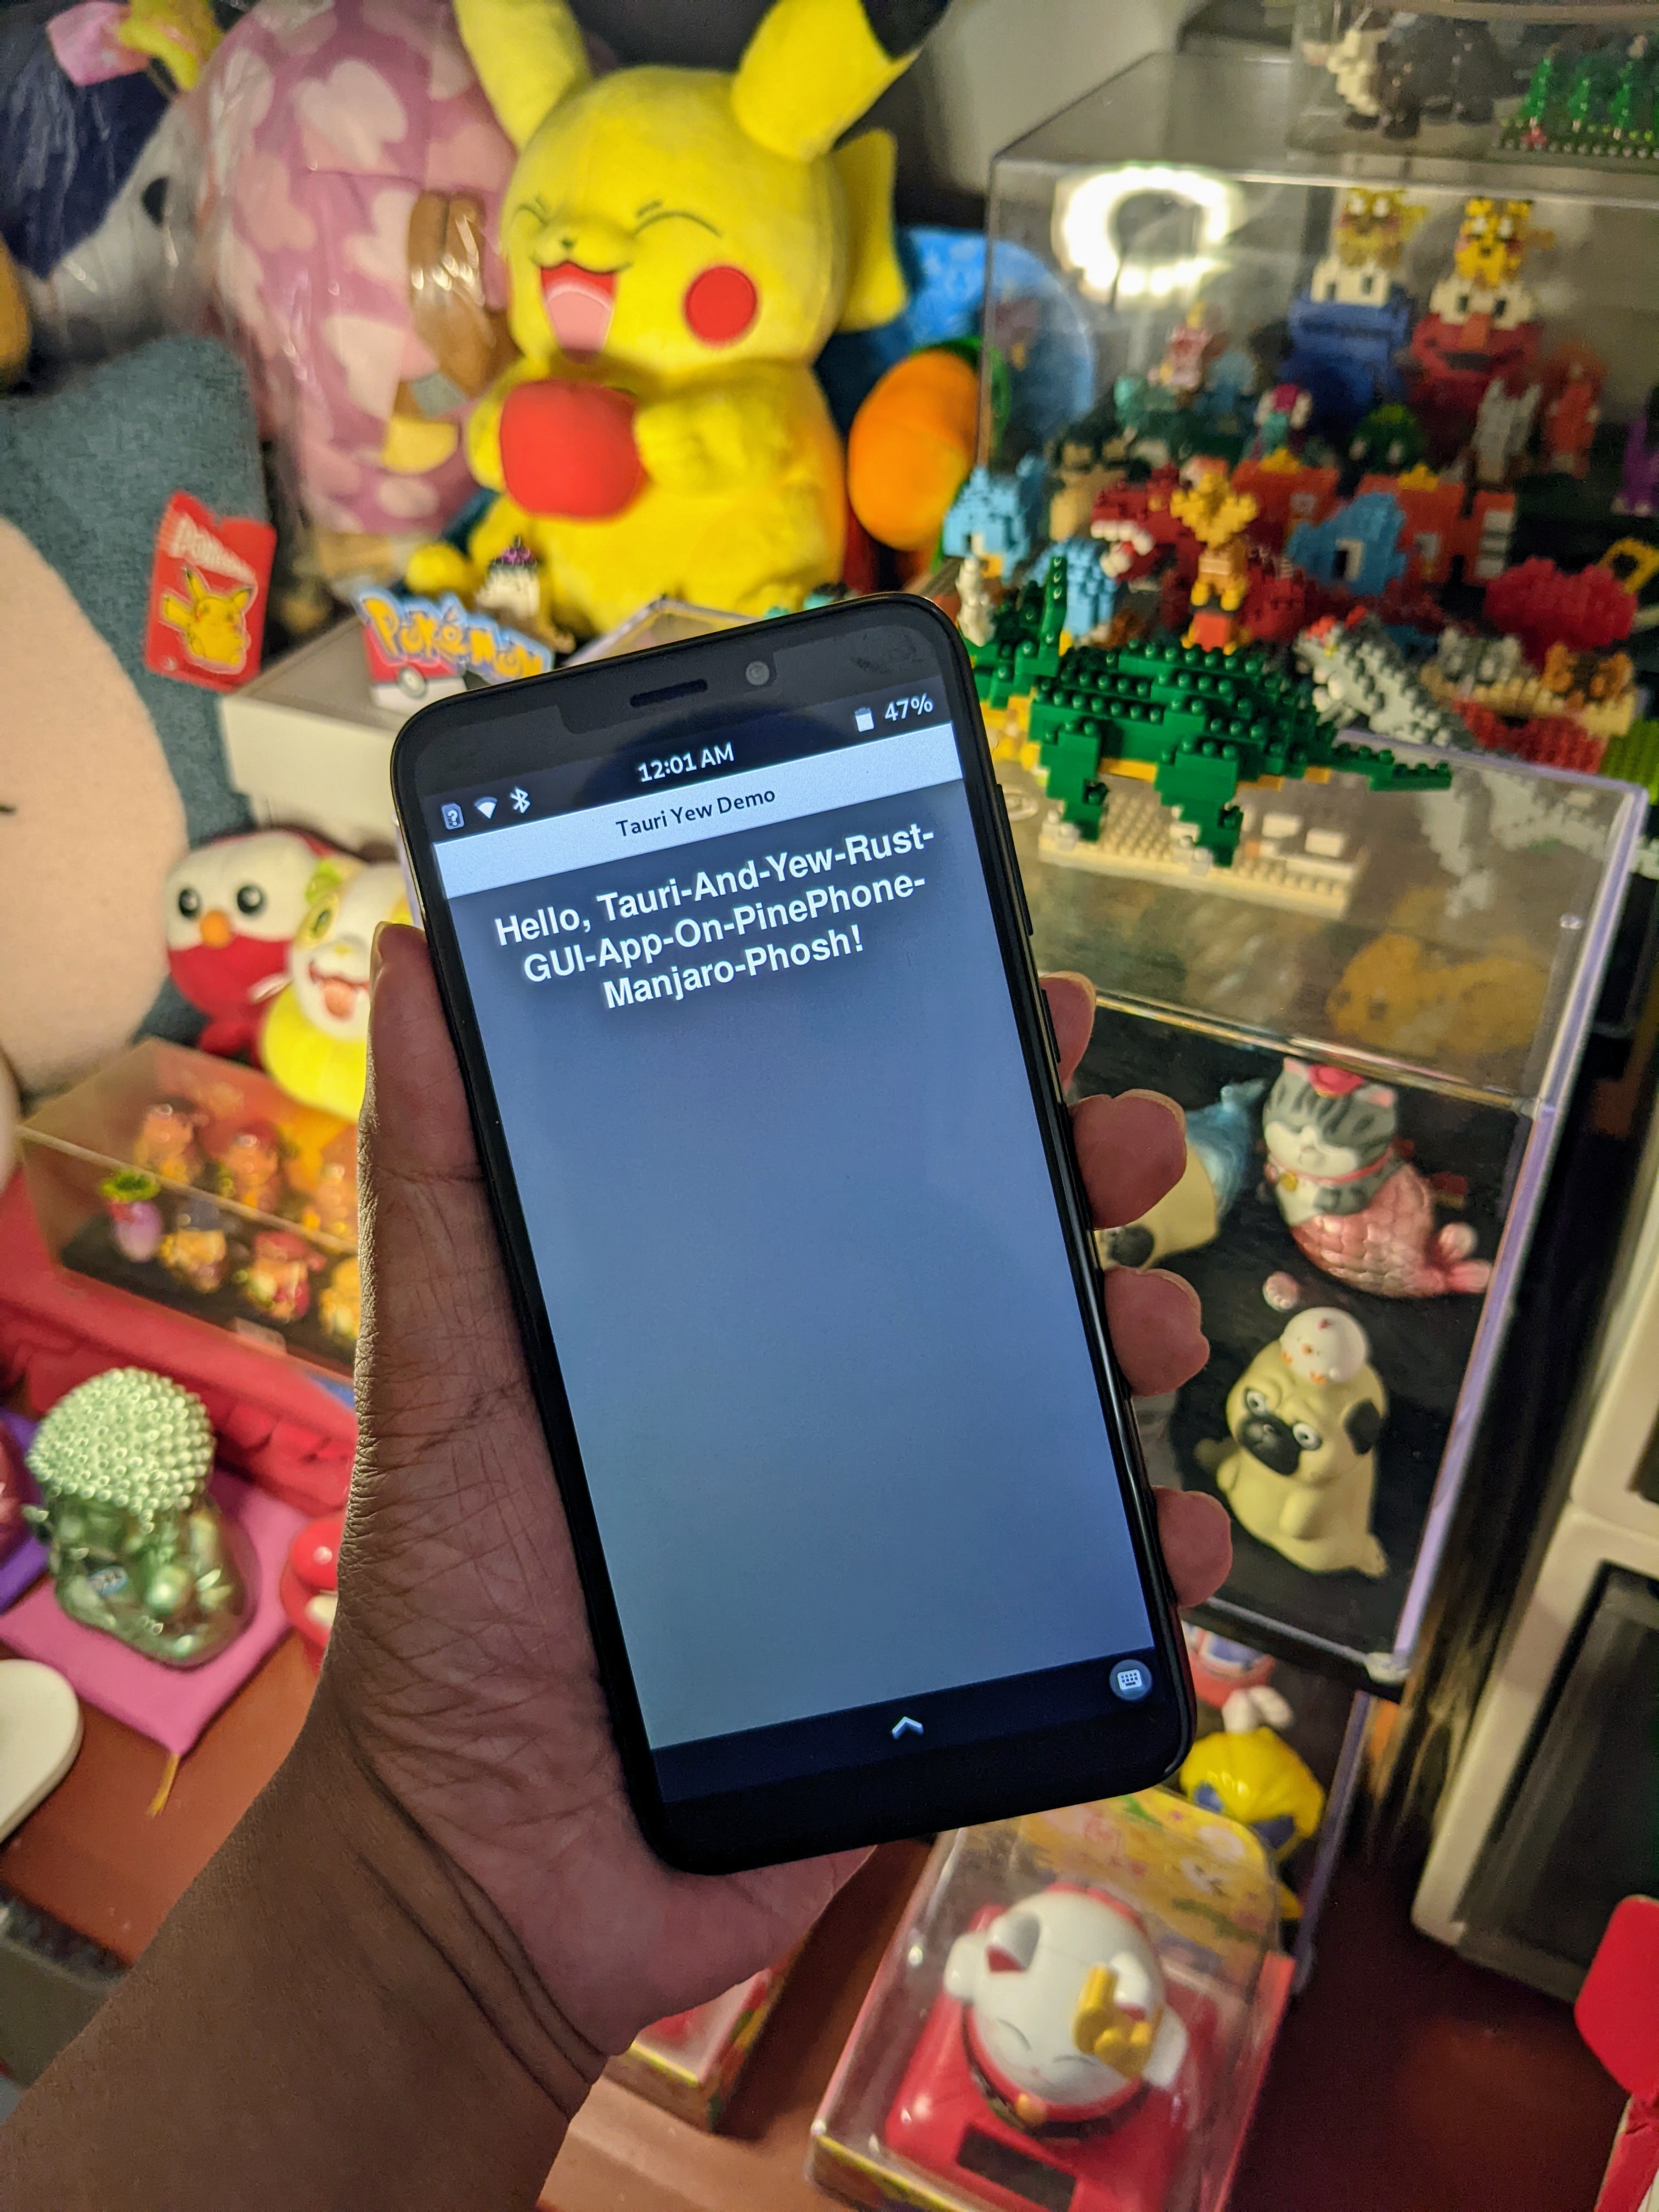 Pokémon
12:01 AM
47%
Tauri Yew Demo
Hello, Tauri-And-Yew-Rust-
GUI-App-On-PinePhone-
Manjaro-Phosh!